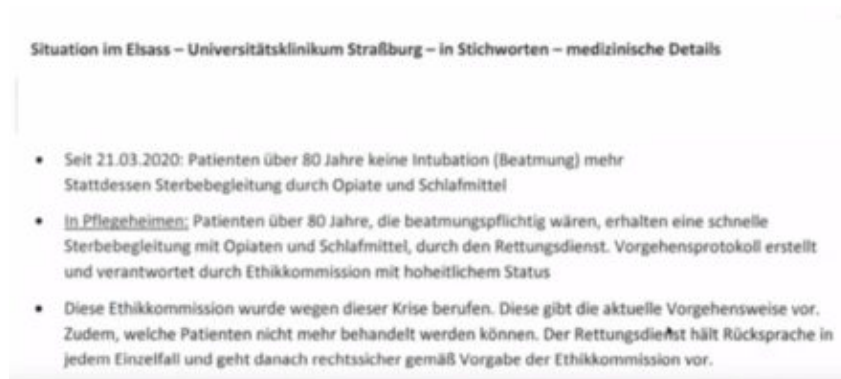 Situation im Elsass – Universitätsklinikum Straßburg – in Stichworten – medizinische Details
• Seit 21.03.2020: Patienten über 80 Jahre keine Intubation (Beatmung) mehr
Stattdessen Sterbebegleitung durch Opiate und Schlafmittel
• In Pflegeheimen: Patienten über 80 Jahre, die beatmungspflichtig wären, erhalten eine schnelle
Sterbebegleitung mit Opiaten und Schlafmittel, durch den Rettungsdienst. Vorgehensprotokoll erstellt
und verantwortet durch Ethikkommission mit hoheitlichem Status
• Diese Ethikkommission wurde wegen dieser Krise berufen. Diese gibt die aktuelle Vorgehensweise vor.
Zudem, welche Patienten nicht mehr behandelt werden können. Der Rettungsdienst hält Rücksprache in
jedem Einzelfall und geht danach rechtssicher gemäß Vorgabe der Ethikkommission vor.